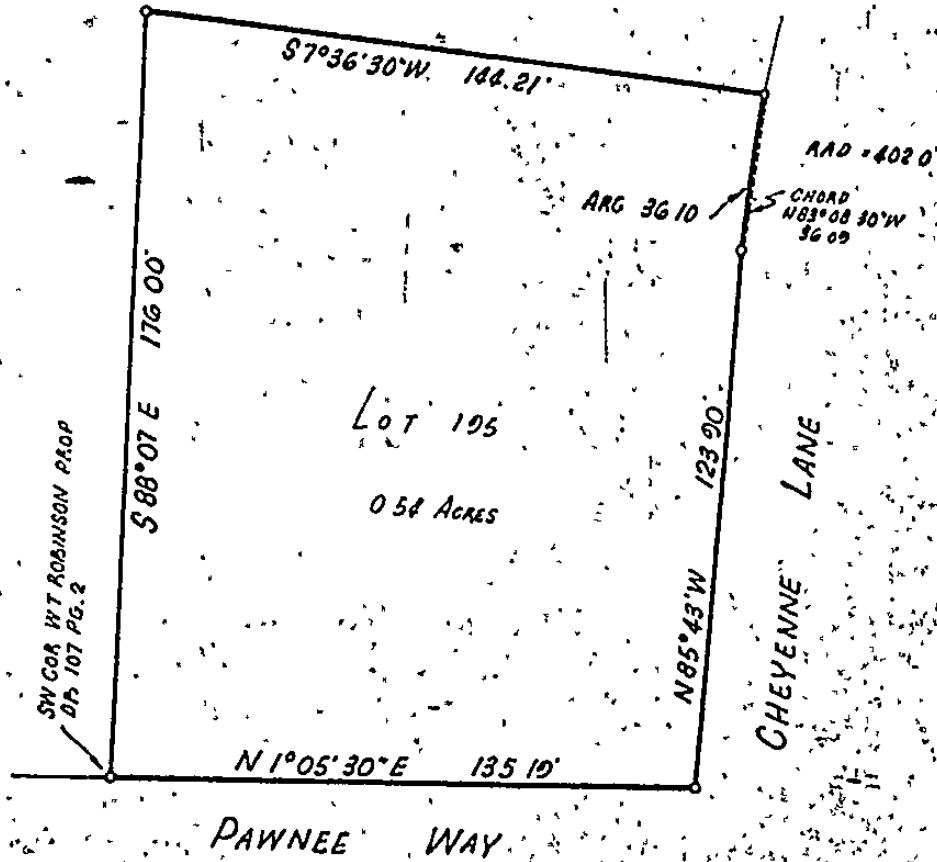 S7°36'30"W. 144.21'
RAD = 402 0'
ARC 36 10
CHORD
N83°08'30"W
36 09
S 88°07 E 176 00'
LOT 195
0 54 ACRES
N85°43'W 123 90'
CHEYENNE LANE
SW COR WT ROBINSON PROP
DB 107 PG. 2
N 1°05'30"E 135 19'
PAWNEE WAY